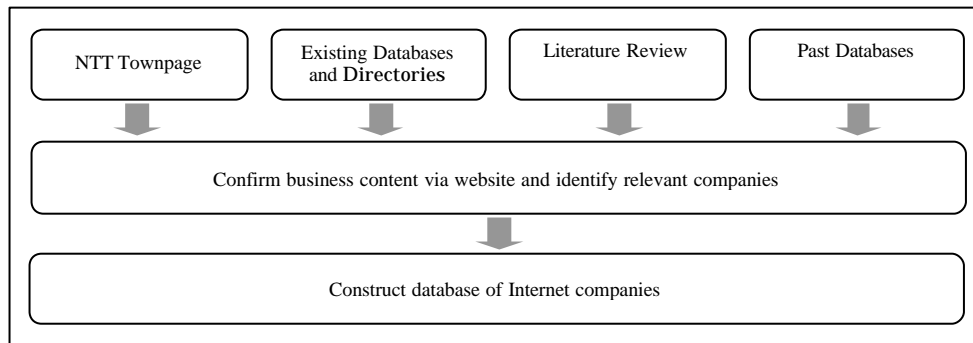 NTT Townpage
Existing Databases
and Directories
Literature Review
Past Databases
Confirm business content via website and identify relevant companies
Construct database of Internet companies